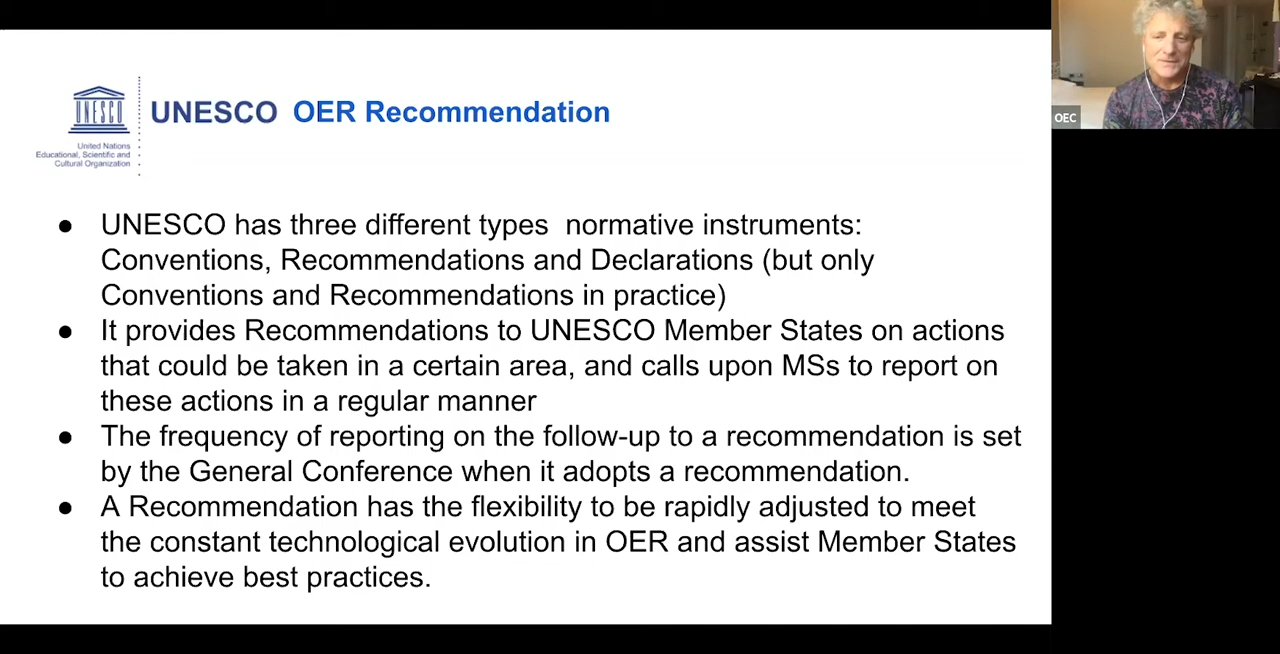 UNESCO
United Nations
Educational, Scientific and
Cultural Organization
UNESCO OER Recommendation
● UNESCO has three different types  normative instruments:
Conventions, Recommendations and Declarations (but only
Conventions and Recommendations in practice)
● It provides Recommendations to UNESCO Member States on actions
that could be taken in a certain area, and calls upon MSs to report on
these actions in a regular manner
● The frequency of reporting on the follow-up to a recommendation is set
by the General Conference when it adopts a recommendation.
● A Recommendation has the flexibility to be rapidly adjusted to meet
the constant technological evolution in OER and assist Member States
to achieve best practices.
OEC